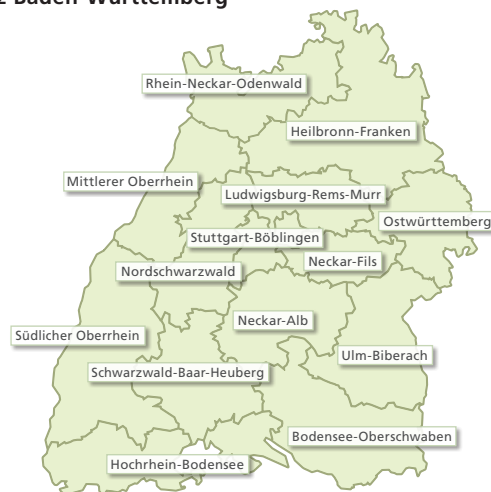 Baden-Württemberg
Rhein-Neckar-Odenwald
Heilbronn-Franken
Mittlerer Oberrhein
Ludwigsburg-Rems-Murr
Ostwürttemberg
Stuttgart-Böblingen
Neckar-Fils
Nordschwarzwald
Neckar-Alb
Südlicher Oberrhein
Ulm-Biberach
Schwarzwald-Baar-Heuberg
Bodensee-Oberschwaben
Hochrhein-Bodensee